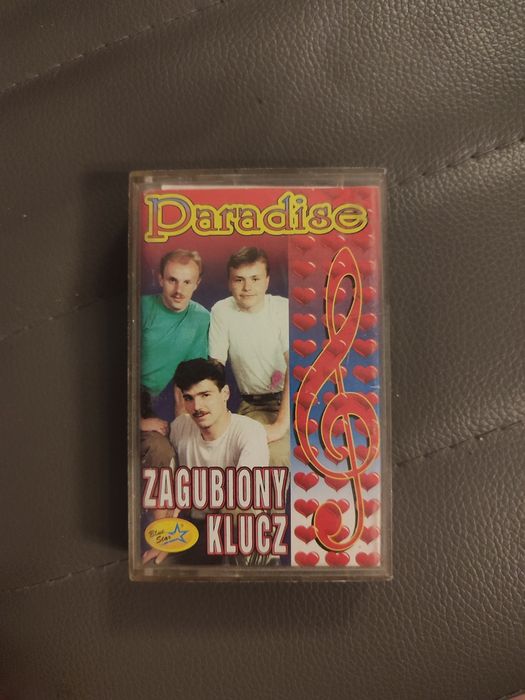 Paradise
ZAGUBIONY
KLUCZ
Blue
Star